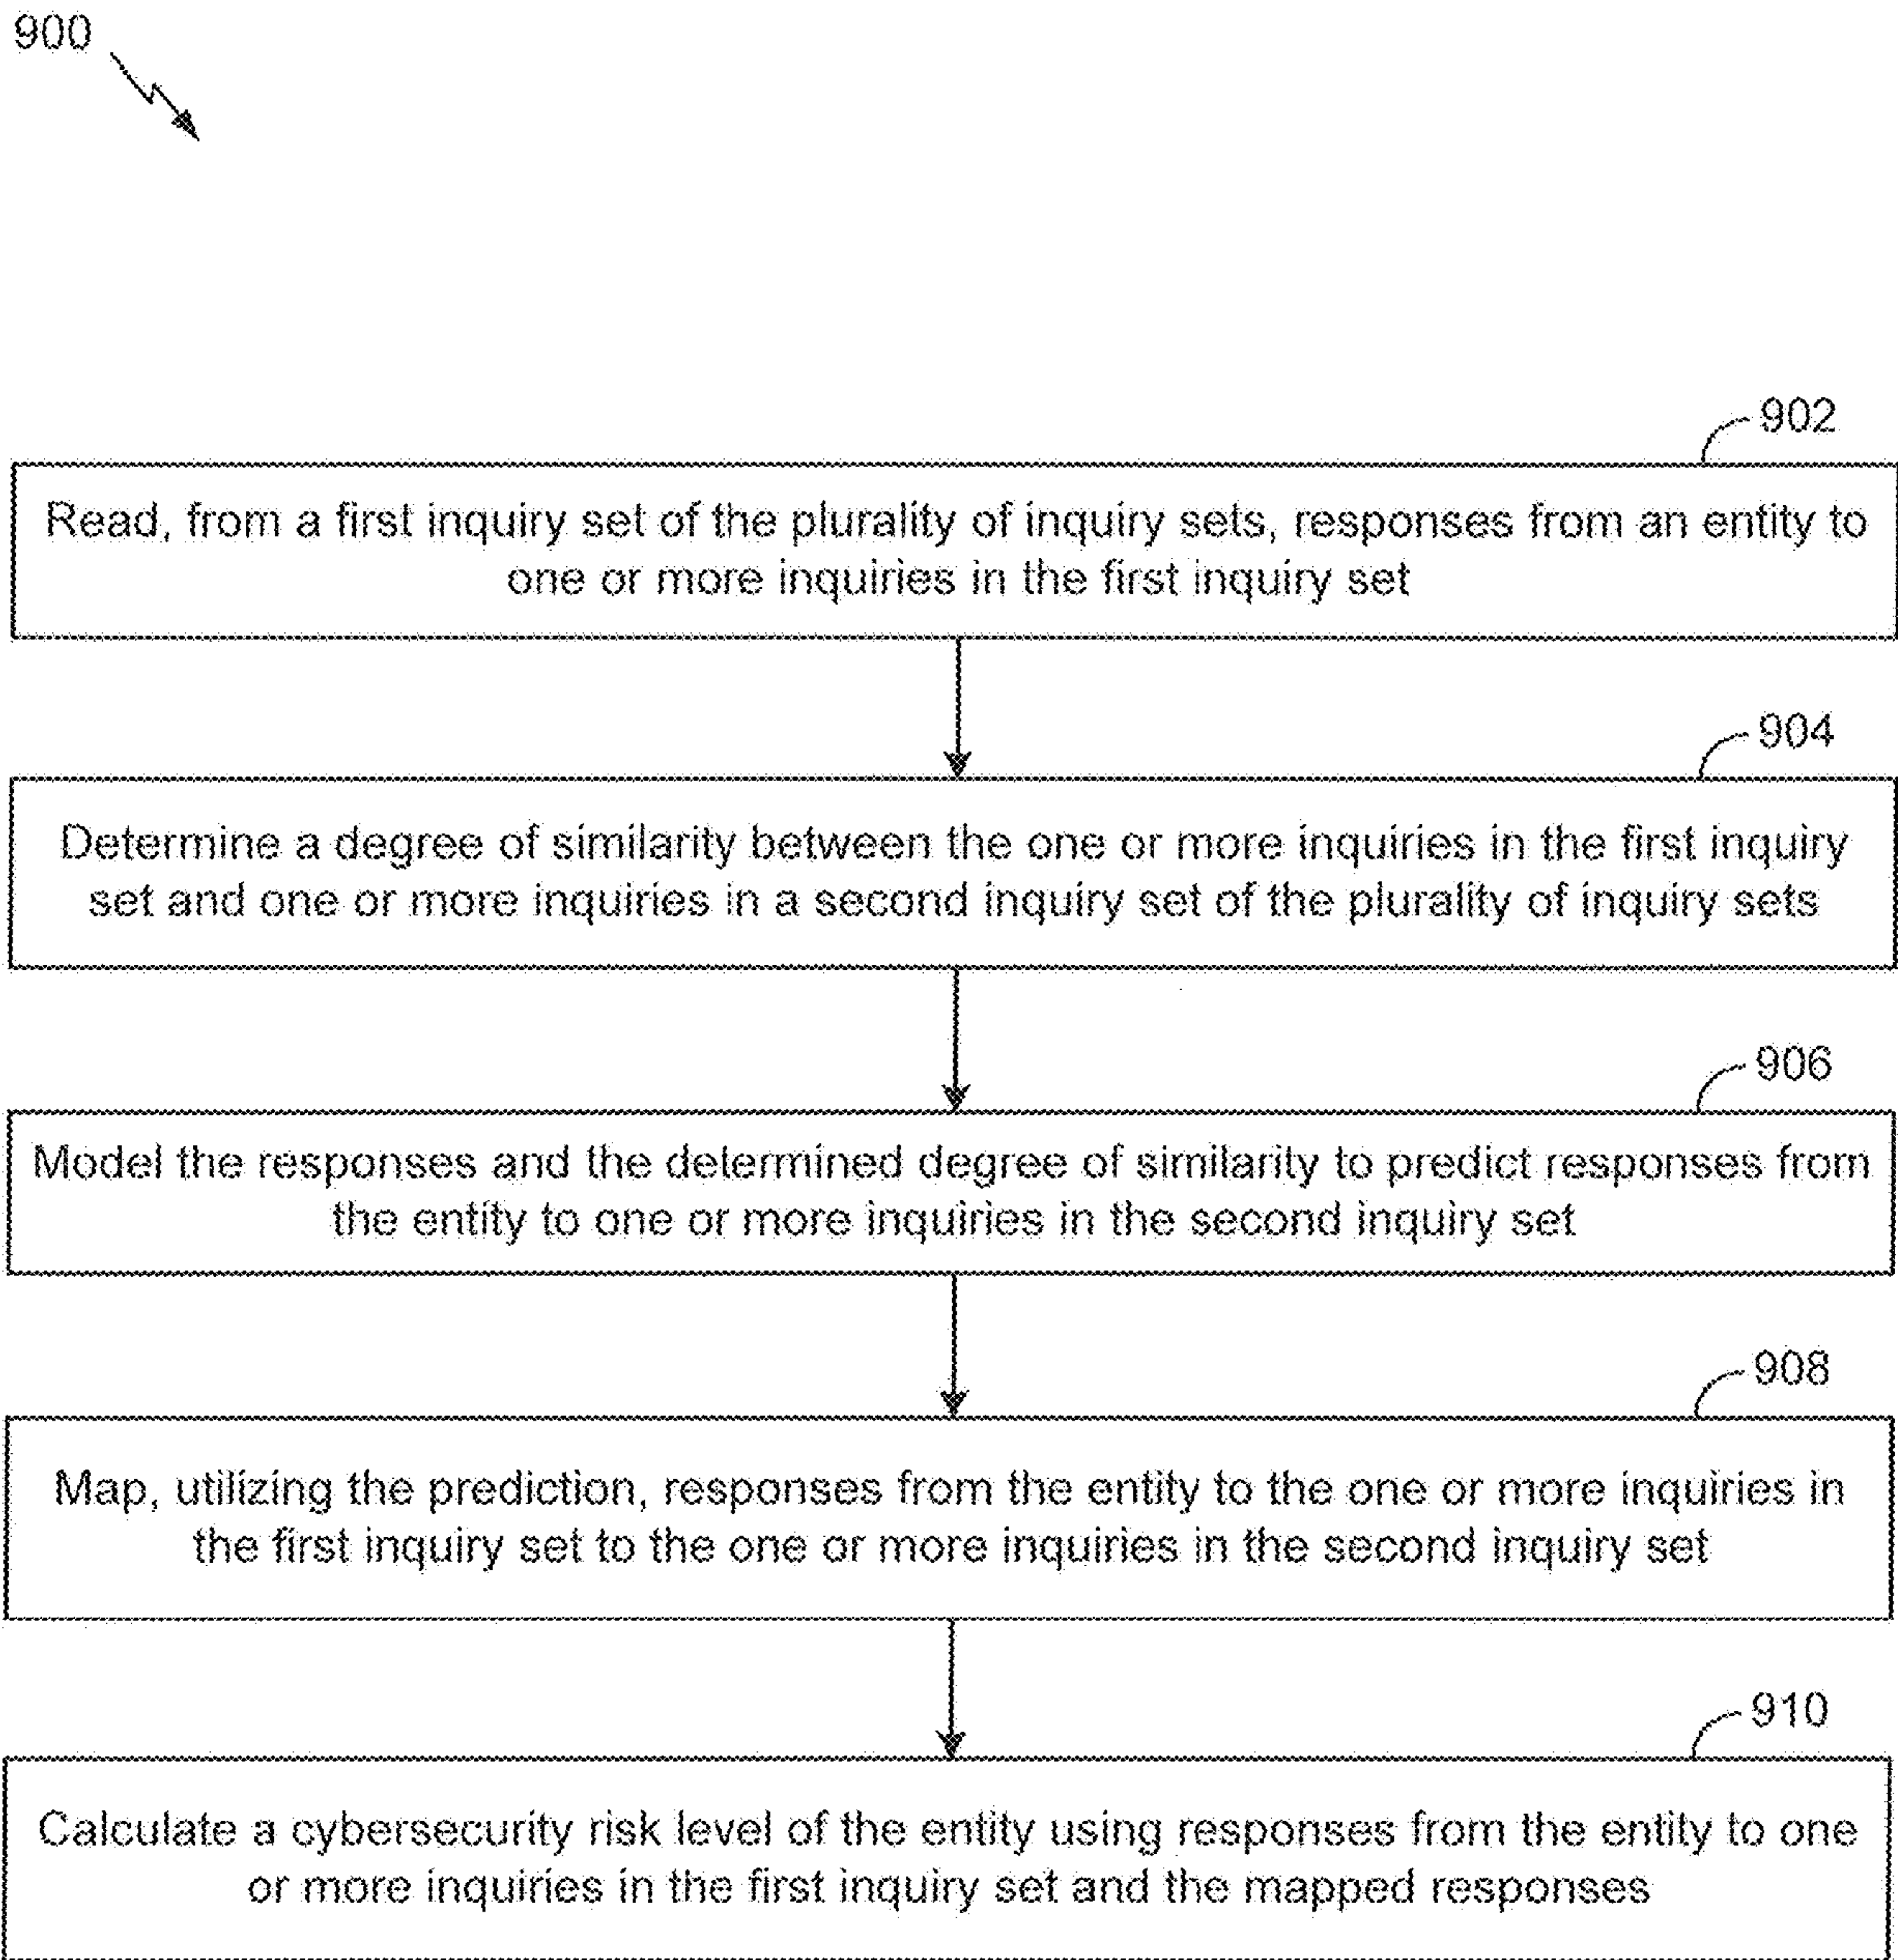 900
902
Read, from a first inquiry set of the plurality of inquiry sets, responses from an entity to
one or more inquiries in the first inquiry set
904
Determine a degree of similarity between the one or more inquiries in the first inquiry
set and one or more inquiries in a second inquiry set of the plurality of inquiry sets
906
Model the responses and the determined degree of similarity to predict responses from
the entity to one or more inquiries in the second inquiry set
908
Map, utilizing the prediction, responses from the entity to the one or more inquiries in
the first inquiry set to the one or more inquiries in the second inquiry set
910
Calculate a cybersecurity risk level of the entity using responses from the entity to one
or more inquiries in the first inquiry set and the mapped responses